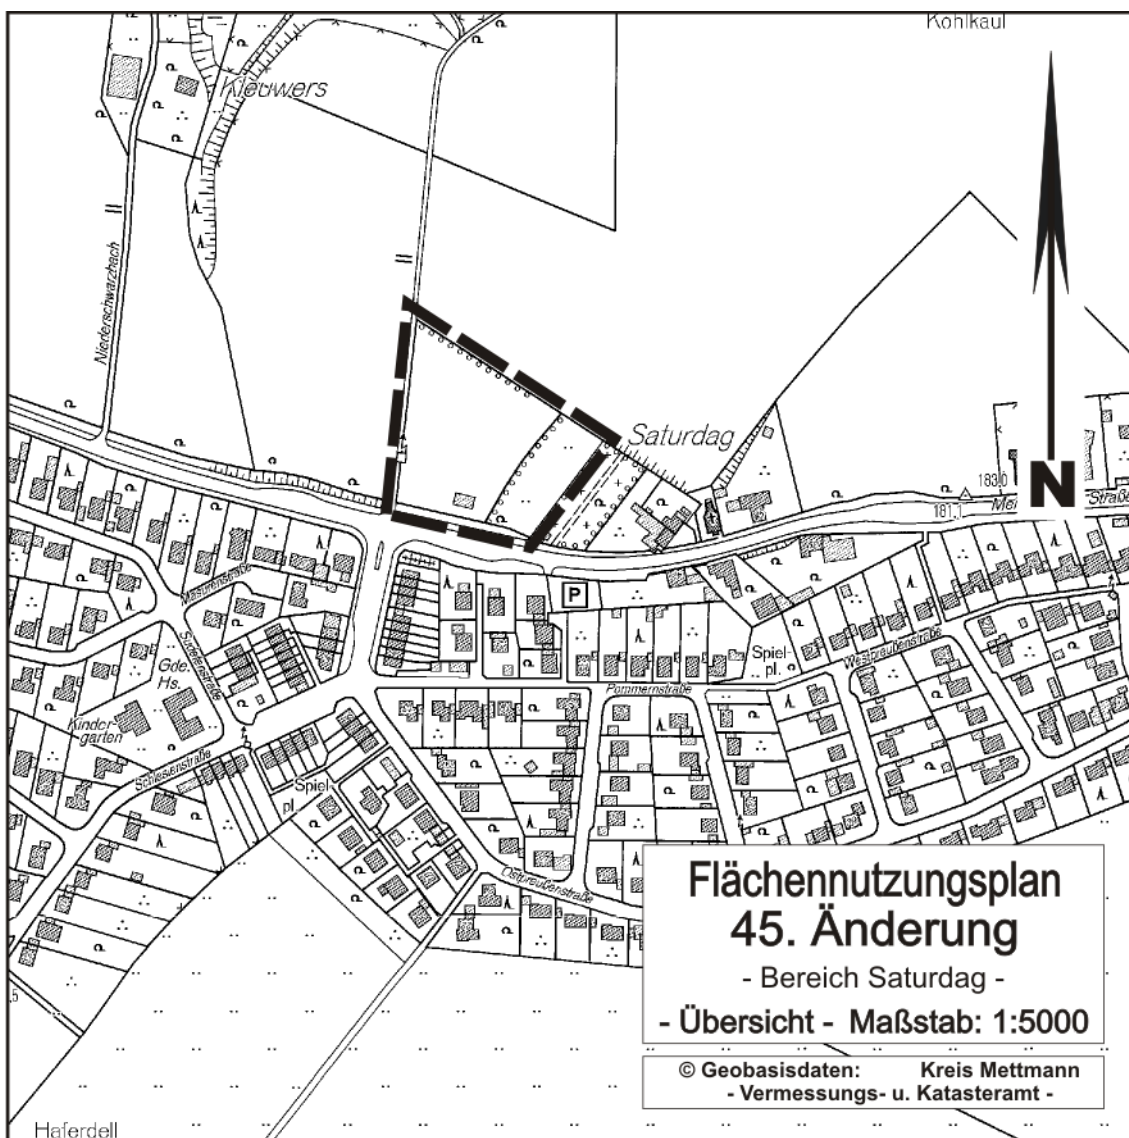 Kohlkaul
Kleuwers
Niederschwarzbach
Saturdag
183,0
181,1
Straße
N
P
Gde.
Hs.
Kinder-
garten
Sudetenstraße
Schlesienstraße
Spiel-
pl.
Westpreußenstraße
Pommernstraße
Spiel
pl.
Ostpreußenstraße
Flächennutzungsplan
45. Änderung
- Bereich Saturdag -
- Übersicht - Maßstab: 1:5000
© Geobasisdaten: Kreis Mettmann
- Vermessungs- u. Katasteramt -
Haferdell